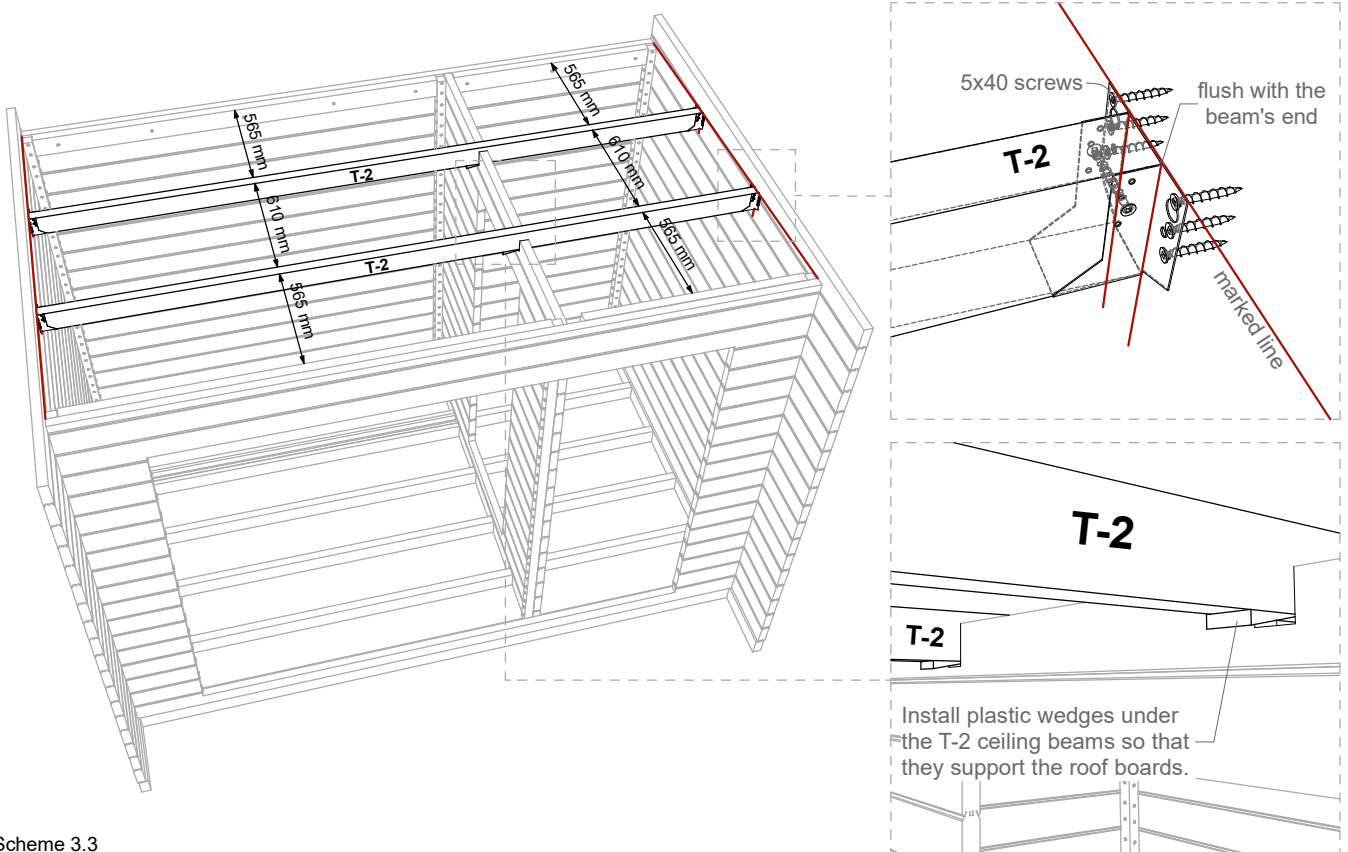 565 mm
565 mm
610 mm
610 mm
565 mm
565 mm
T-2
T-2
5x40 screws
flush with the
beam's end
T-2
marked line
T-2
T-2
Install plastic wedges under
the T-2 ceiling beams so that
they support the roof boards.
Scheme 3.3